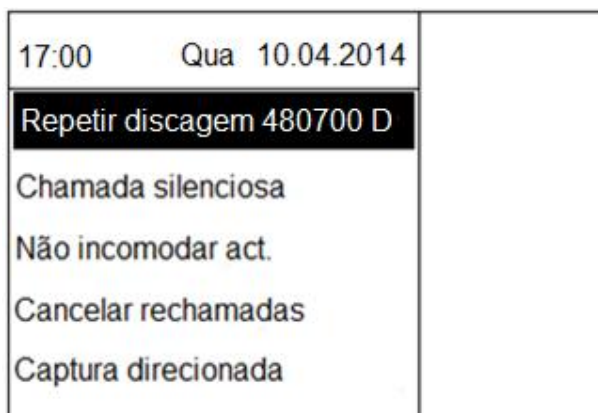 17:00 Qua 10.04.2014
Repetir discagem 480700 D
Chamada silenciosa
Não incomodar act.
Cancelar rechamadas
Captura direcionada